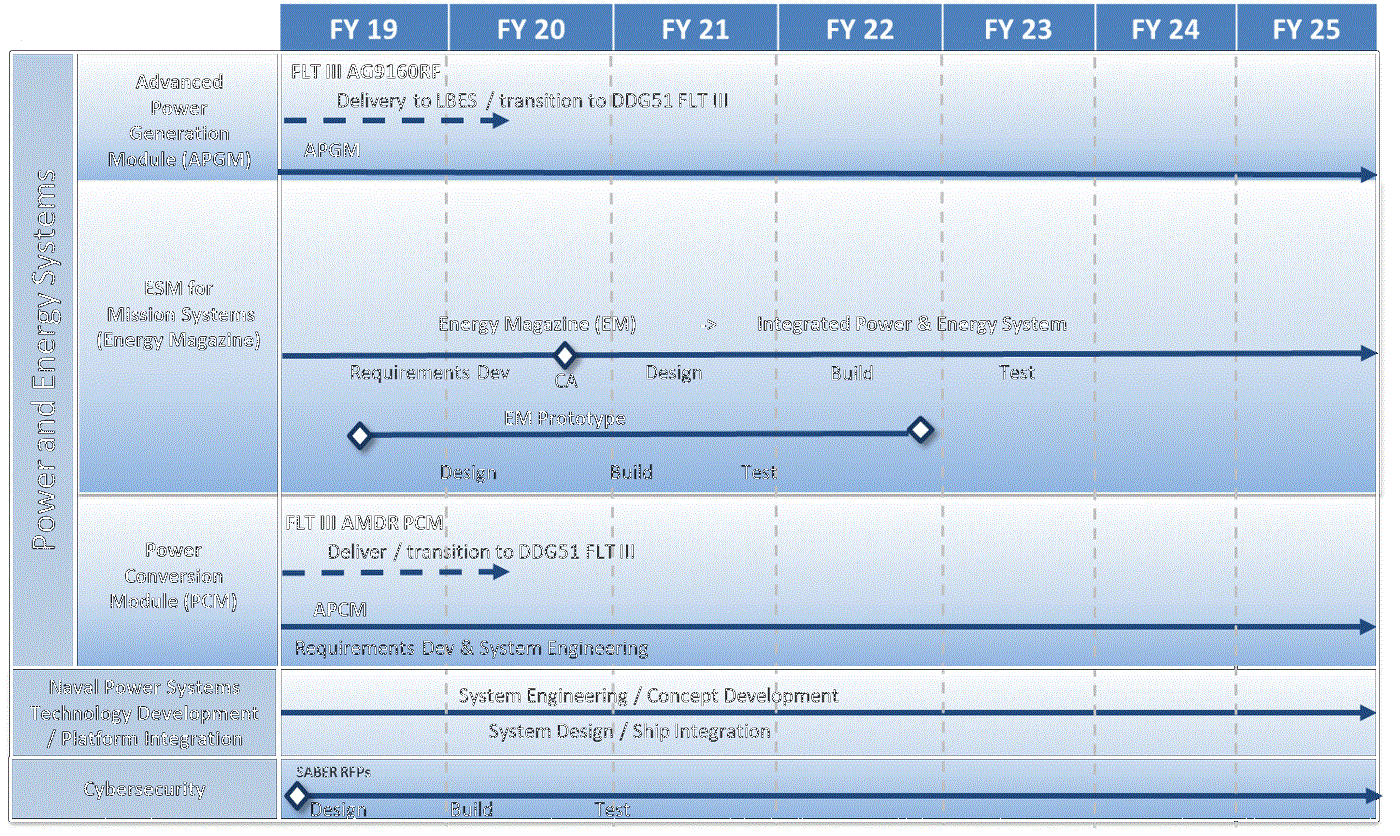 FY 19 FY 20 FY 21 FY 22 FY 23 FY 24 FY 25
Power and Energy Systems
Advanced
Power
Generation
Module (APGM)
FLT III AG9160RF
Delivery to LBES / transition to DDG51 FLT III
APGM
ESM for
Mission Systems
(Energy Magazine)
Energy Magazine (EM) -> Integrated Power & Energy System
Requirements Dev CA Design Build Test
EM Prototype
Design Build Test
Power
Conversion
Module (PCM)
FLT III AMDR PCM
Deliver / transition to DDG51 FLT III
APCM
Requirements Dev & System Engineering
Naval Power Systems
Technology Development
/ Platform Integration
System Engineering / Concept Development
System Design / Ship Integration
Cybersecurity
SABER RFPs
Design Build Test